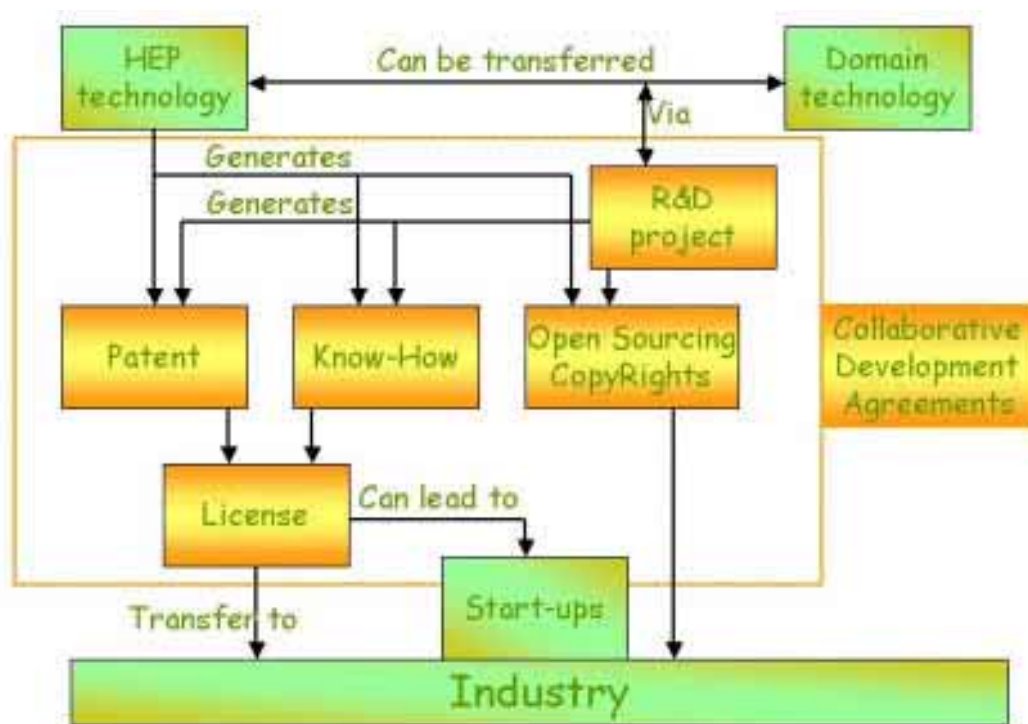 HEP
technology
Can be transferred
Domain
technology
Via
Generates
Generates
R&D
project
Patent
Know-How
Open Sourcing
CopyRights
Collaborative
Development
Agreements
License
Can lead to
Transfer to
Start-ups
Industry